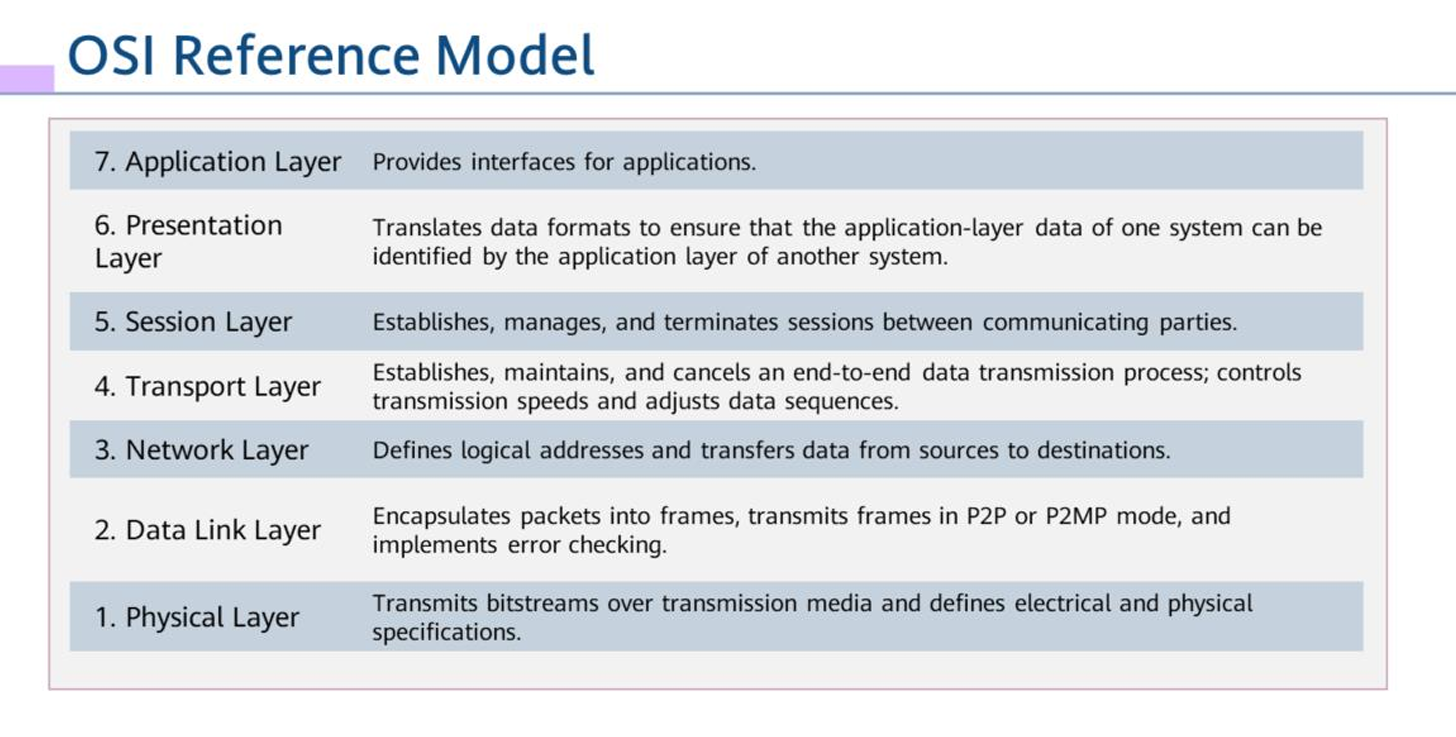 OSI Reference Model
7. Application Layer
Provides interfaces for applications.
6. Presentation
Layer
Translates data formats to ensure that the application-layer data of one system can be
identified by the application layer of another system.
5. Session Layer
Establishes, manages, and terminates sessions between communicating parties.
4. Transport Layer
Establishes, maintains, and cancels an end-to-end data transmission process; controls
transmission speeds and adjusts data sequences.
3. Network Layer
Defines logical addresses and transfers data from sources to destinations.
2. Data Link Layer
Encapsulates packets into frames, transmits frames in P2P or P2MP mode, and
implements error checking.
1. Physical Layer
Transmits bitstreams over transmission media and defines electrical and physical
specifications.